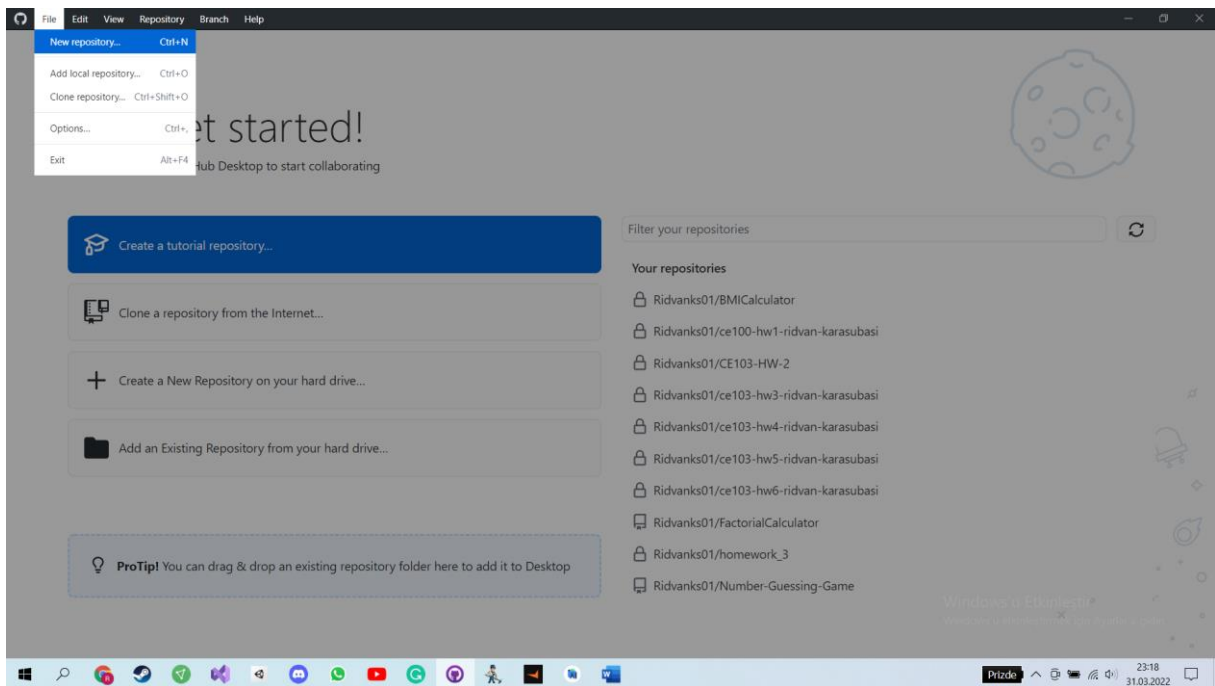 File Edit View Repository Branch Help
New repository... Ctrl+N
Add local repository... Ctrl+O
Clone repository... Ctrl+Shift+O
Options... Ctrl+,
Exit Alt+F4
et started!
Hub Desktop to start collaborating
Create a tutorial repository...
Clone a repository from the Internet...
Create a New Repository on your hard drive...
Add an Existing Repository from your hard drive...
ProTip! You can drag & drop an existing repository folder here to add it to Desktop
Filter your repositories
Your repositories
Ridvanks01/BMICalculator
Ridvanks01/ce100-hw1-ridvan-karasubasi
Ridvanks01/CE103-HW-2
Ridvanks01/ce103-hw3-ridvan-karasubasi
Ridvanks01/ce103-hw4-ridvan-karasubasi
Ridvanks01/ce103-hw5-ridvan-karasubasi
Ridvanks01/ce103-hw6-ridvan-karasubasi
Ridvanks01/FactorialCalculator
Ridvanks01/homework_3
Ridvanks01/Number-Guessing-Game
Windows'u Etkinleştir
Prizde
23:18
31.03.2022